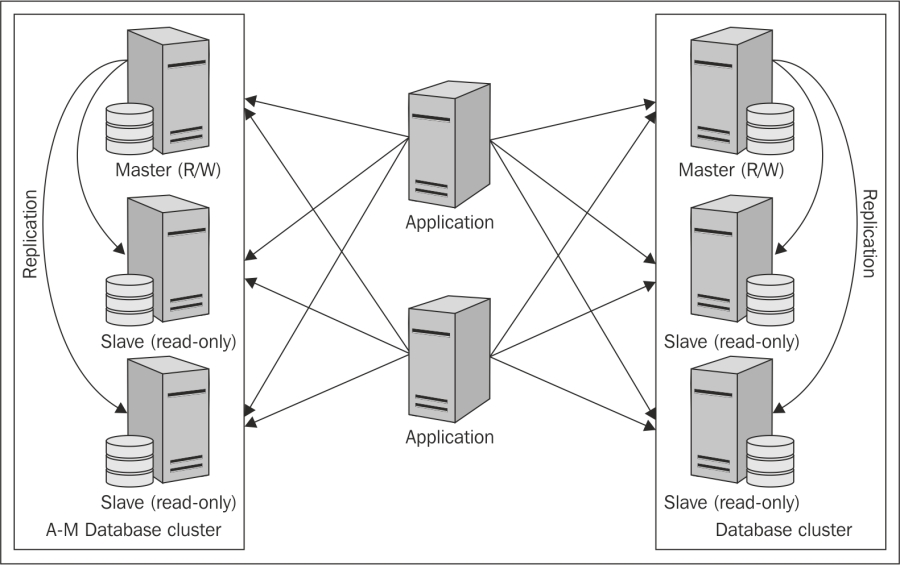 Master (R/W)
Replication
Slave (read-only)
Slave (read-only)
A-M Database cluster
Application
Application
Master (R/W)
Replication
Slave (read-only)
Slave (read-only)
Database cluster